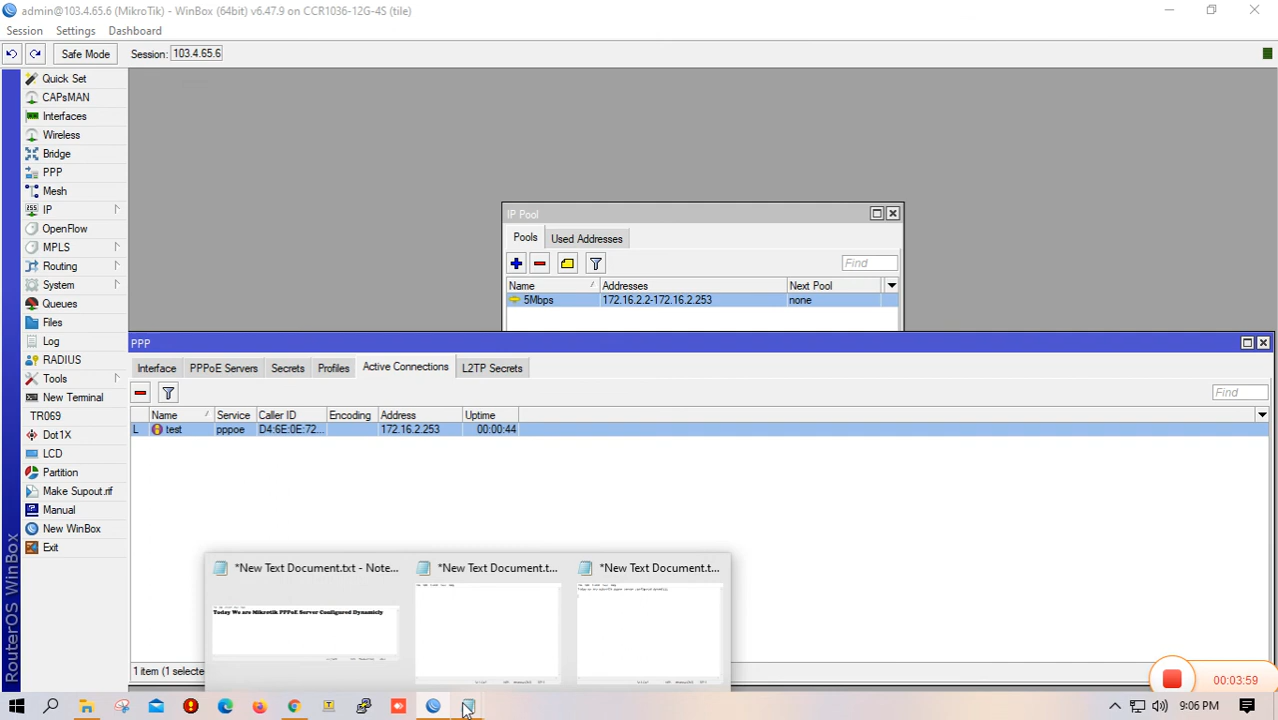 admin@103.4.65.6 (MikroTik) - WinBox (64bit) v6.47.9 on CCR1036-12G-4S (tile)
Session Settings Dashboard
Safe Mode Session: 103.4.65.6
Quick Set
CAPsMAN
Interfaces
Wireless
Bridge
PPP
Mesh
IP
OpenFlow
MPLS
Routing
System
Queues
Files
Log
RADIUS
Tools
New Terminal
TR069
Dot1X
LCD
Partition
Make Supout.rif
Manual
New WinBox
Exit
RouterOS WinBox
IP Pool
Pools Used Addresses
Find
Name Addresses Next Pool
5Mbps 172.16.2.2-172.16.2.253 none
PPP
Interface PPPoE Servers Secrets Profiles Active Connections L2TP Secrets
Find
Name Service Caller ID Encoding Address Uptime
L test pppoe D4:6E:0E:72... 172.16.2.253 00:00:44
*New Text Document.txt - Note... *New Text Document.t... *New Text Document.t...
Today We are Mikrotik PPPoE Server Configured Dynamicly
1 item (1 selecte
00:03:59
9:06 PM